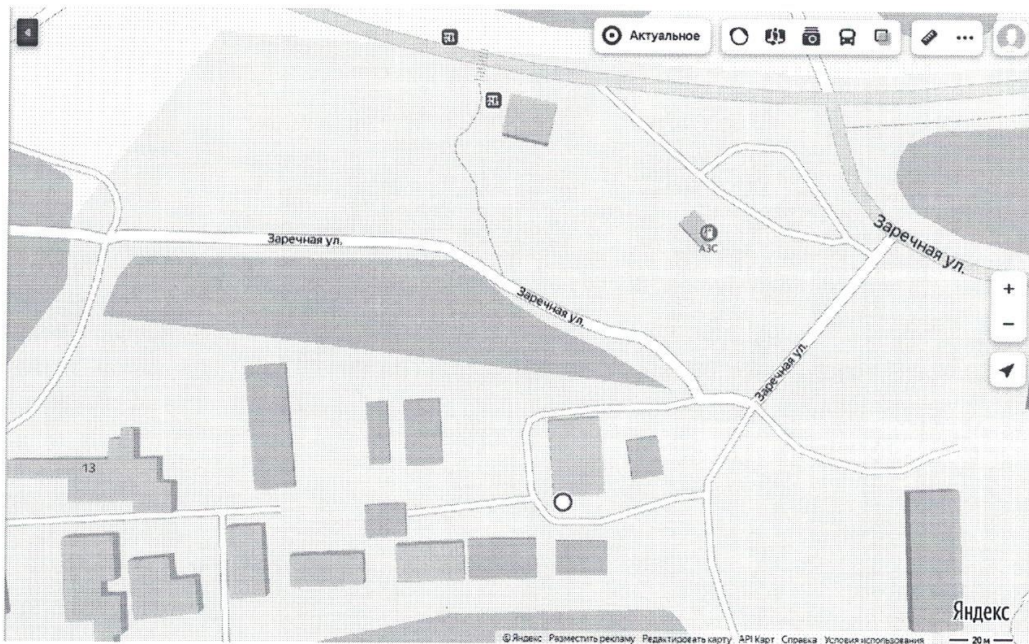 Актуальное
Заречная ул.
АЗС
Заречная ул.
Заречная ул.
Заречная ул.
13
Яндекс
© Яндекс Разместить рекламу Редактировать карту API Карт Справка Условия использования
20 м